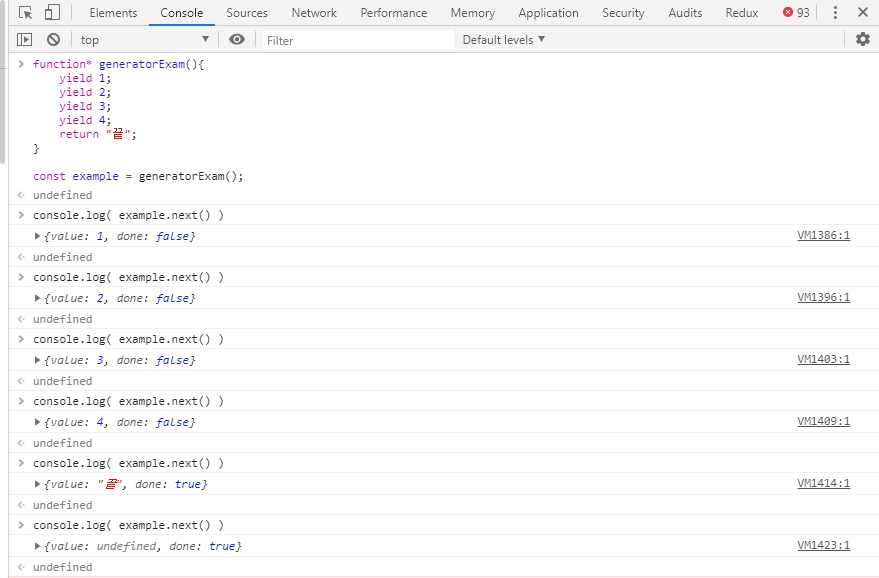 Elements Console Sources Network Performance Memory Application Security Audits Redux 93
top Filter Default levels
function* generatorExam(){
    yield 1;
    yield 2;
    yield 3;
    yield 4;
    return "끝";
}
const example = generatorExam();
undefined
console.log( example.next() )
{value: 1, done: false} VM1386:1
undefined
console.log( example.next() )
{value: 2, done: false} VM1396:1
undefined
console.log( example.next() )
{value: 3, done: false} VM1403:1
undefined
console.log( example.next() )
{value: 4, done: false} VM1409:1
undefined
console.log( example.next() )
{value: "끝", done: true} VM1414:1
undefined
console.log( example.next() )
{value: undefined, done: true} VM1423:1
undefined